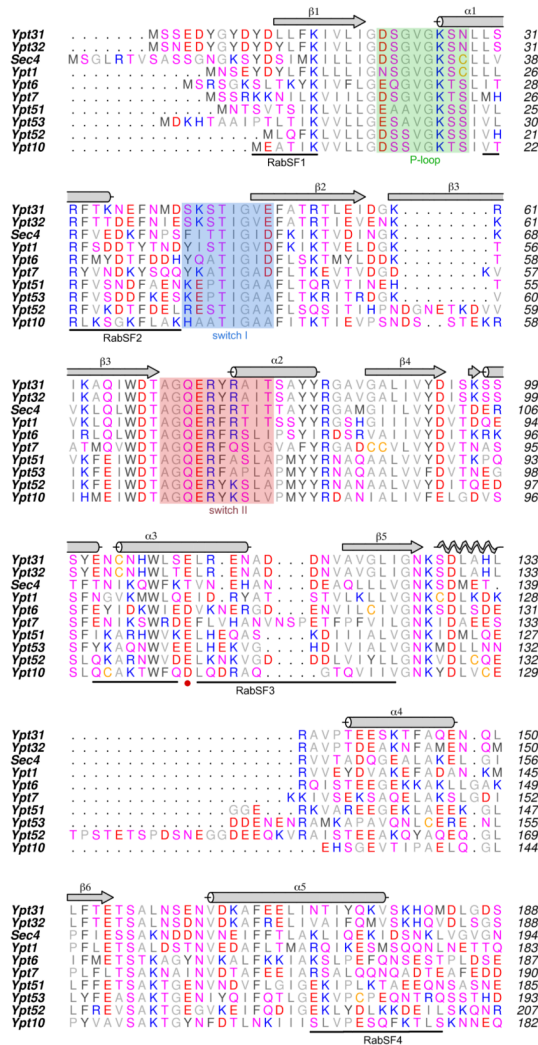 β1 α1
Ypt31 .......MSSEDYGYDYDLLFKIVLIGDSGVGKSNLLS 31
Ypt32 .......MSNEDYGYDYDLLFKIVLIGDSGVGKSNLLS 31
Sec4 MSGLRTVSASSGNGKSYDSIMKILLIGDSGVGKSCLLV 38
Ypt1 ............MNSEYDYLFKLLLIGNSGVGKSCLLL 26
Ypt6 ..........MSRSGKSLTKYKIVFLGEQGVGKTSLIT 28
Ypt7 ............MSSRKKNILKVIILGDSGVGKTSLMH 26
Ypt51 .............MNTSVTSIKLVLLGEAAVGKSSIVL 25
Ypt53 ........MDKHTAAIPTLTIKVVLLGESAVGKSSIVL 30
Ypt52 .................MLQFKLVLLGDSSVGKSSIVH 21
Ypt10 ................MEATIKVVLLGDSSVGKTSIVT 22
RabSF1 P-loop
β2 β3
Ypt31 RFTKNEFNMDSKSTIGVEFATRTLEIDGK........R 61
Ypt32 RFTTDEFNIESKSTIGVEFATRTIEVENK........K 61
Sec4 RFVEDKFNPSFITTIGIDFKIKTVDINGK........K 68
Ypt1 RFSDDTYTNDYISTIGVDFKIKTVELDGK........T 56
Ypt6 RFMYDTFDDHYQATIGIDFLSKTMYLDDK........T 58
Ypt7 RYVNDKYSQQYKATIGADFLTKEVTVDGD.......KV 57
Ypt51 RFVSNDFAENKEPTIGAAFLTQRVTINEH........T 55
Ypt53 RFVSDDFKESKEPTIGAAFLTKRITRDGK........V 60
Ypt52 RFVKDTFDELRESTIGAAFLSQSITIHPNDGNETKDVV 59
Ypt10 RLKSGKFLAKHAATIGAAFITKTIEVPSNDS..STEKR 58
RabSF2 switch I
β3 α2 β4
Ypt31 IKAQIWDTAGQERYRAITSAYYRGAVGALIVYDISKSS 99
Ypt32 IKAQIWDTAGQERYRAITSAYYRGAVGALIVYDISKSS 99
Sec4 VKLQLWDTAGQERFRTITTAYYRGAMGIILVYDVTDER 106
Ypt1 VKLQIWDTAGQERFRTITSSYYRGSHGIIIVYDVTDQE 94
Ypt6 IRLQLWDTAGQERFRSLIPSYIRDSRVAIIVYDITKRK 96
Ypt7 ATMQVWDTAGQERFQSLGVAFYRGADCCVLVYDVTNAS 95
Ypt51 VKFEIWDTAGQERFASLAPMYYRNAQAALVVYDVTKPQ 93
Ypt53 IKFEIWDTAGQERFAPLAPMYYRNAQAALVVFDVTNEG 98
Ypt52 IKFEIWDTAGQERYKSLAPMYYRNANAALVVYDITQED 97
Ypt10 IHMEIWDTAGQERYKSLVPMYYRDANIALIVFELGDVS 96
switch II
α3 β5
Ypt31 SYENCNHWLSELR.ENAD..DNVAVGLIGNKSDLAHL 133
Ypt32 SYENCNHWLTELR.ENAD..DNVAVGLIGNKSDLAHL 132
Sec4 TFTNIKQWFKTVN.EHAN..DEAQLLLVGNKSDMET. 139
Ypt1 SFNGVKMWLQEID.RYAT..STVLKLLVGNKCDLKDK 128
Ypt6 SFEYIDKWIEDVKNERGD..ENVILCIVGNKSDLSDE 131
Ypt7 SFENIKSWRDEFLVHANVNSPETFPFVILGNKIDAEES 133
Ypt51 SFIKARHWVKELHEQAS....KDIIIALVGNKIDMLQE 127
Ypt53 SFYKAQNWVEELHEKVG....HDIVIALVGNKMDLLNN 132
Ypt52 SLQKARNWVDELKNKVGD..DDLVIYLLGNKVDLCQE 132
Ypt10 SLQCAKTWFQDLQDRAQ....GTQVIIVGNKYDLVCE 129
RabSF3
α4
Ypt31 RAVPTEESKTFAQEN.QL 150
Ypt32 RAVPTDEAKNFAMEN.QM 150
Sec4 RVVTADQGEALAKEL.GI 156
Ypt1 RVVEYDVAKEFADAN.KM 145
Ypt6 RQISTEEGEKKAKLLGAK 149
Ypt7 KKIVSEKSAQELAKSLGDI 152
Ypt51 GGE..RKVAREEGEKLAEEK.GL 147
Ypt53 DDENENRAMKAPAVQNLCERE.NL 155
Ypt52 TPSTETSPDSNEGGDEEQKVRAISTEEAKQYAQEQ.GL 169
Ypt10 EHSGEVTIPAEL..A 144
β6 α5
Ypt31 LFTETSALNSENVDKAFEELINTIYQKVSKHQMDLGDS 188
Ypt32 LFTETSALNSDNVDKAFRELIVAIFQMVSKHQVDLSGS 188
Sec4 PFIESSAKNDDNVNEIFFTLAKLIQEKIDSNKLVGVGN 194
Ypt1 PFLETSALDSTNVEDAFLTMARQIKESMSQQNLNETTQ 183
Ypt6 IFMETSTKAGYNVKALFKKIAKSLPEFQNSESTPLDSE 187
Ypt7 PLFLTSAKNAINVDTAFEEIARSALQQNQADTEAFEDD 190
Ypt51 LFFETSAKTGENVNDVFLGIGEKIPLKTAEEQNSASNE 185
Ypt53 LYFEASAKTGENIYQIFQTLGEKVPCPEQNTRQSSTHD 193
Ypt52 LFREVSAKTGEGVKEIFQDIGEKLYDLKKDEILSKQNR 207
Ypt10 PYVAVSAKTGYNFDTLNKIIISLVPESQFKTLSKNNEQ 182
RabSF4